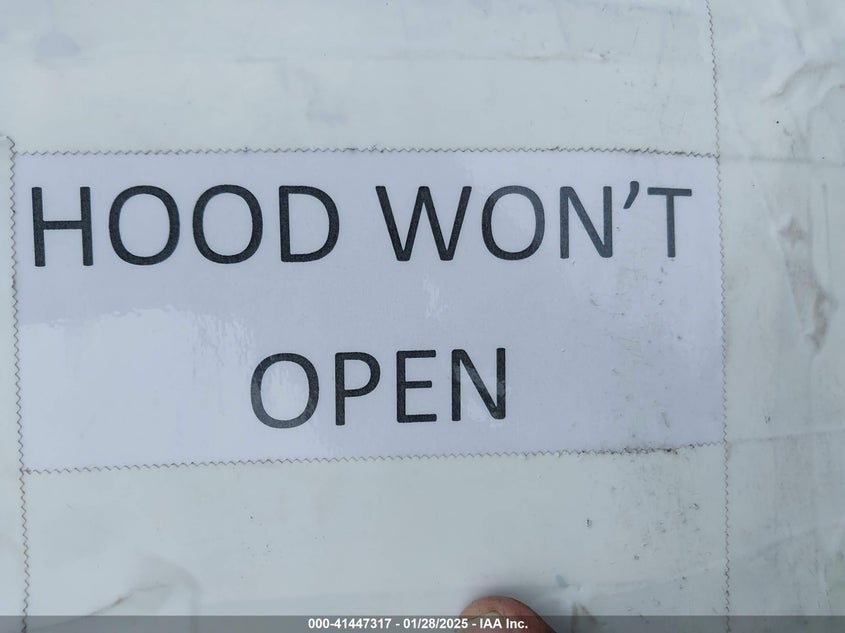 HOOD WON'T
OPEN
000-41447317 - 01/28/2025 - IAA Inc.